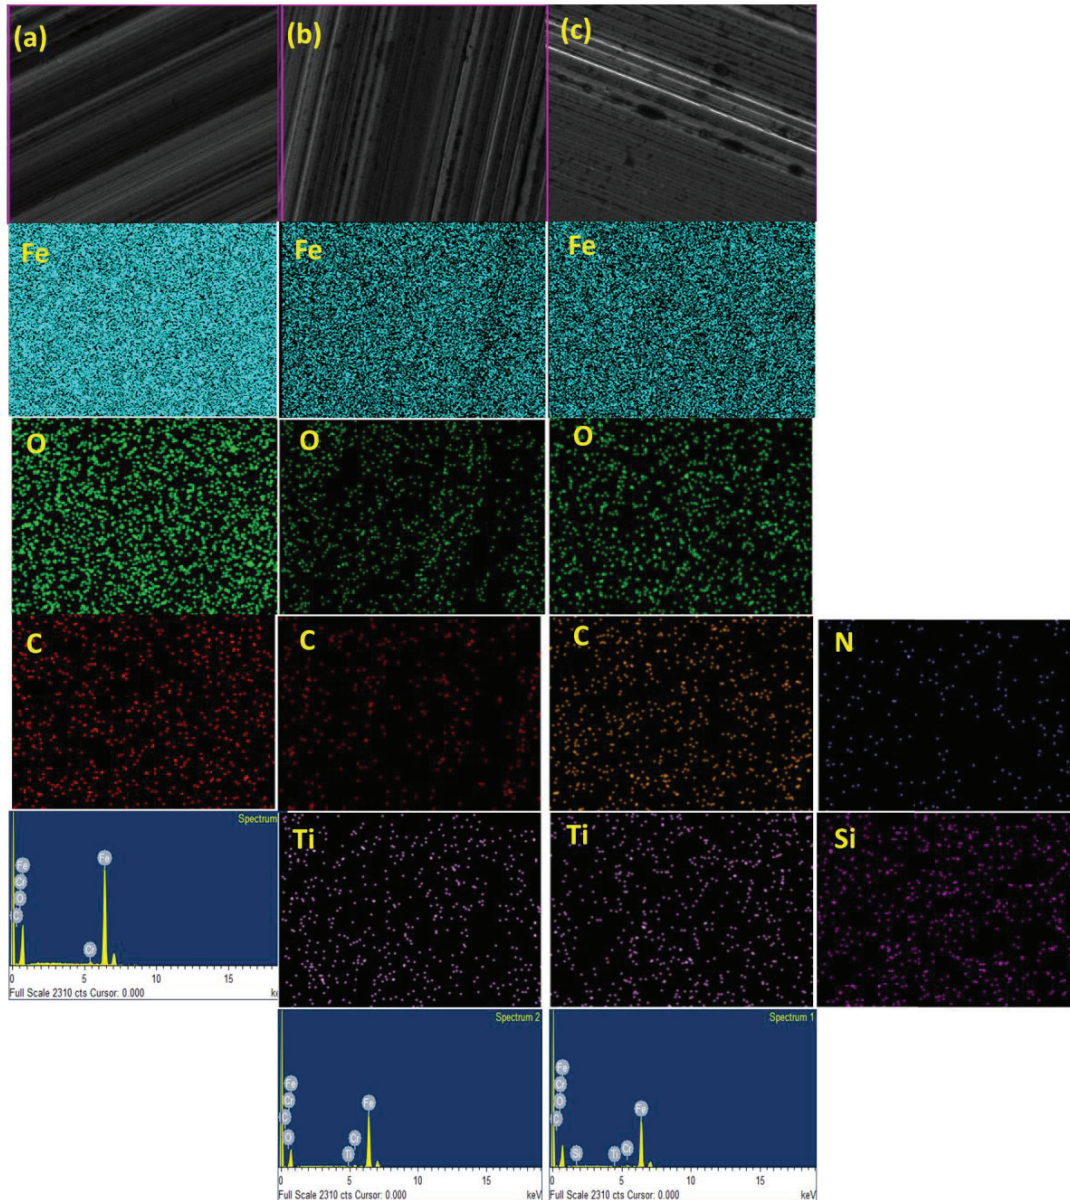 (a) (b) (c)
Fe Fe Fe
O O O
C C C N
Spectrum
Fe
Cr
O
C
Fe
Cr
0 5 10 15
Full Scale 2310 cts Cursor: 0.000 ke
Ti Ti Si
Spectrum 2
Fe
Cr
C
O
Fe
Cr
Ti
0 5 10 15
Full Scale 2310 cts Cursor: 0.000 keV
Spectrum 1
Fe
Cr
O
C
Si
Fe
Cr
Ti
0 5 10 15
Full Scale 2310 cts Cursor: 0.000 keV